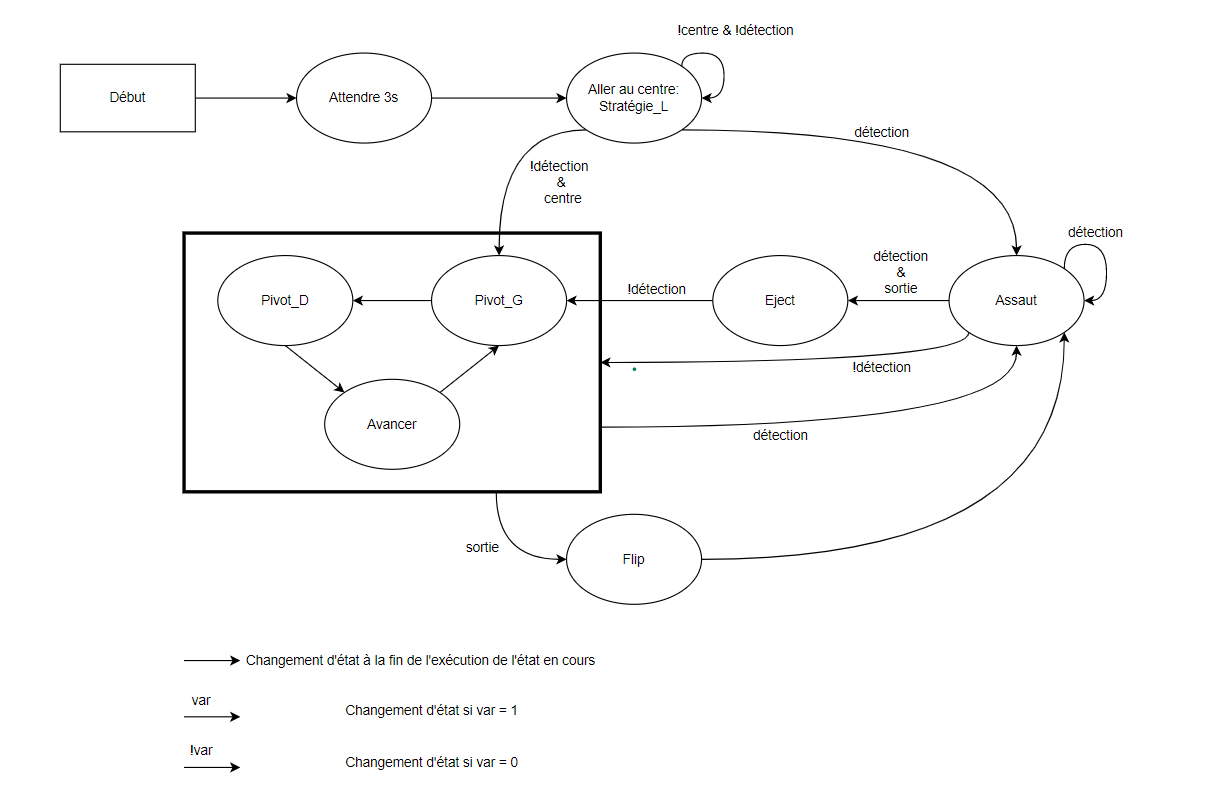 !centre & !détection
Début
Attendre 3s
Aller au centre:
Stratégie_L
détection
!détection
&
centre
détection
détection
&
sortie
Pivot_D
Pivot_G
!détection
Eject
Assaut
!détection
Avancer
détection
sortie
Flip
Changement d'état à la fin de l'exécution de l'état en cours
var
Changement d'état si var = 1
!var
Changement d'état si var = 0